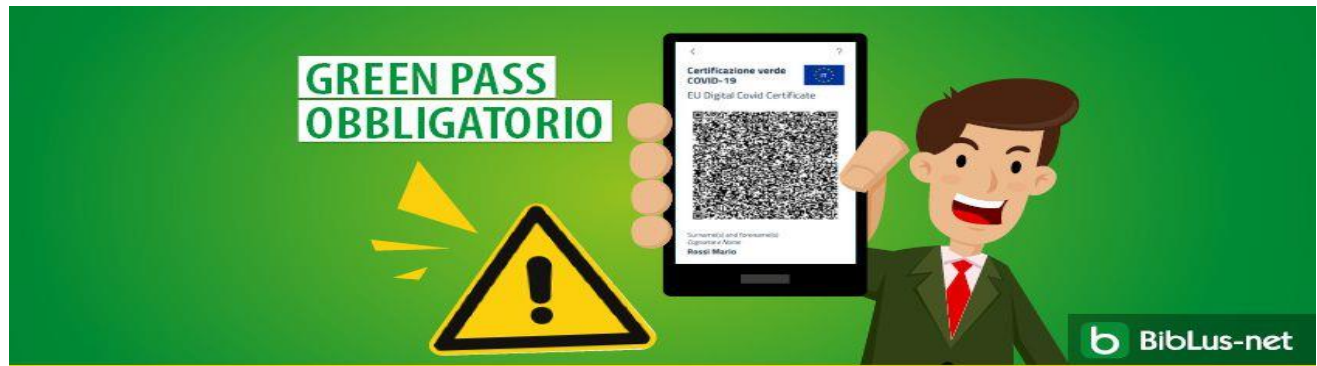 GREEN PASS
OBBLIGATORIO
<
?
Certificazione verde
COVID-19
EU Digital Covid Certificate
Surname(s) and forename(s)
Cognome e Nome
Rossi Mario
!
b BibLus-net